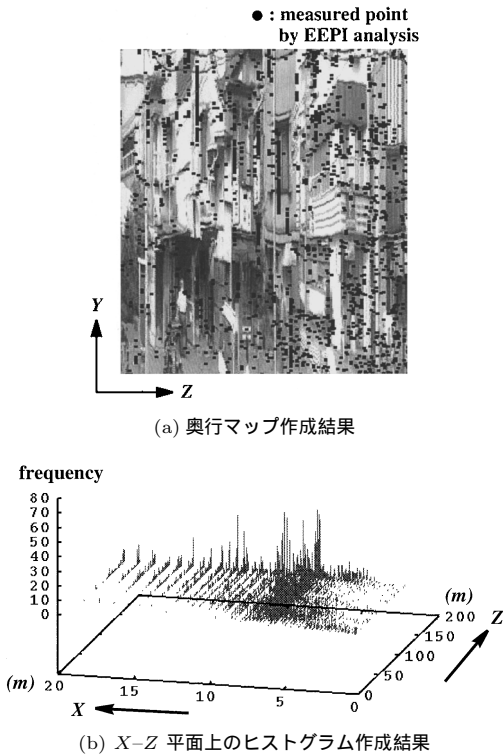 ● : measured point
by EEPI analysis
Y
Z
(a) 奥行マップ作成結果
frequency
80
70
60
50
40
30
20
10
0
(m)
200
150
100
50
0
Z
(m)
20
15
10
5
0
X
(b) X–Z 平面上のヒストグラム作成結果